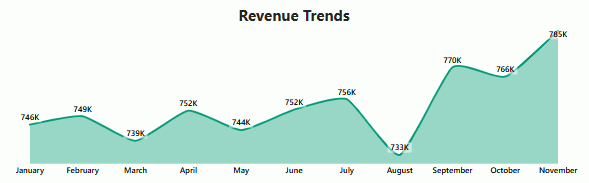 Revenue Trends
746K 749K 739K 752K 744K 752K 756K 733K 770K 766K 785K
January February March April May June July August September October November